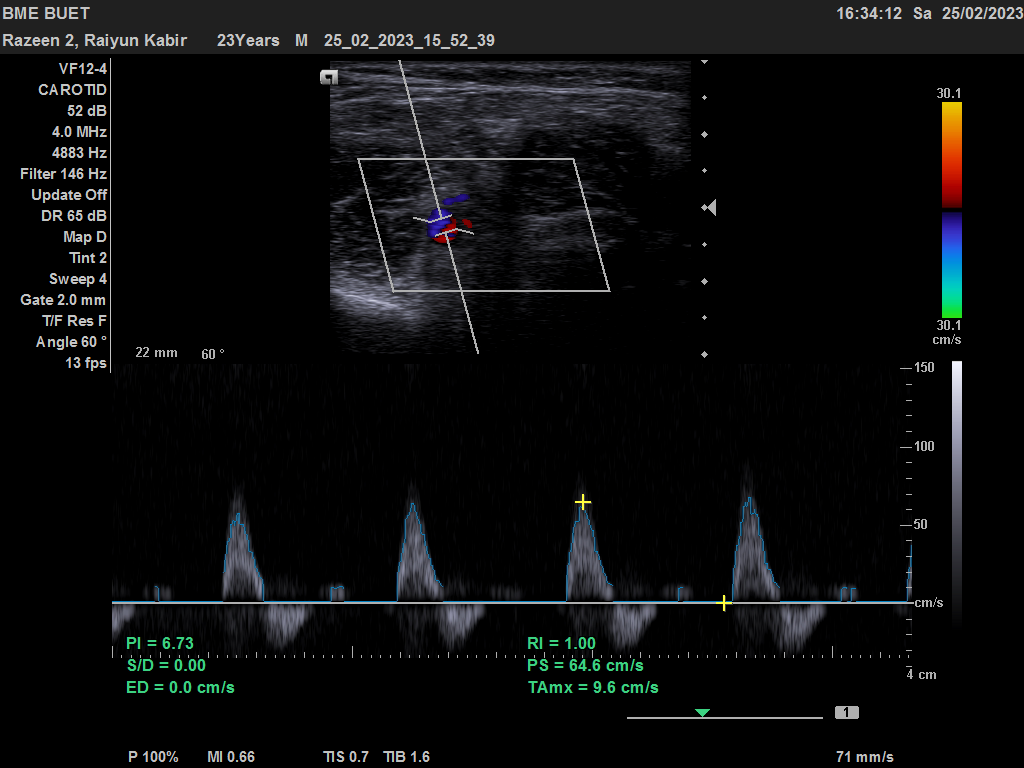 BME BUET 16:34:12 Sa 25/02/2023
Razeen 2, Raiyun Kabir 23Years M 25_02_2023_15_52_39
VF12-4
CAROTID
52 dB
4.0 MHz
4883 Hz
Filter 146 Hz
Update Off
DR 65 dB
Map D
Tint 2
Sweep 4
Gate 2.0 mm
T/F Res F
Angle 60 °
13 fps
22 mm 60 °
30.1
30.1
cm/s
150
100
50
cm/s
4 cm
PI = 6.73
S/D = 0.00
ED = 0.0 cm/s
RI = 1.00
PS = 64.6 cm/s
TAmx = 9.6 cm/s
1
P 100% MI 0.66 TIS 0.7 TIB 1.6 71 mm/s